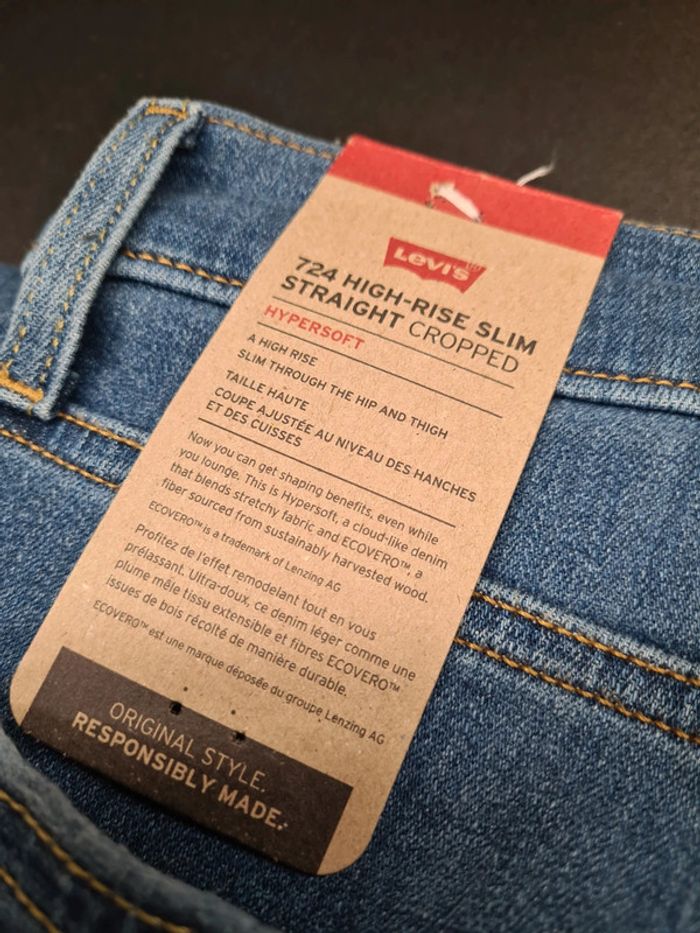 Levi's®
724 HIGH-RISE SLIM
STRAIGHT CROPPED
HYPERSOFT
A HIGH RISE
SLIM THROUGH THE HIP AND THIGH
TAILLE HAUTE
COUPE AJUSTÉE AU NIVEAU DES HANCHES
ET DES CUISSES
Now you can get shaping benefits, even while
you lounge. This is Hypersoft, a cloud-like denim
that blends stretchy fabric and ECOVERO™, a
fiber sourced from sustainably harvested wood.
ECOVERO™ is a trademark of Lenzing AG
Profitez de l'effet remodelant tout en vous
prélassant. Ultra-doux, ce denim léger comme une
plume mêle tissu extensible et fibres ECOVERO™
issues de bois récolté de manière durable.
ECOVERO™ est une marque déposée du groupe Lenzing AG
ORIGINAL STYLE.
RESPONSIBLY MADE.